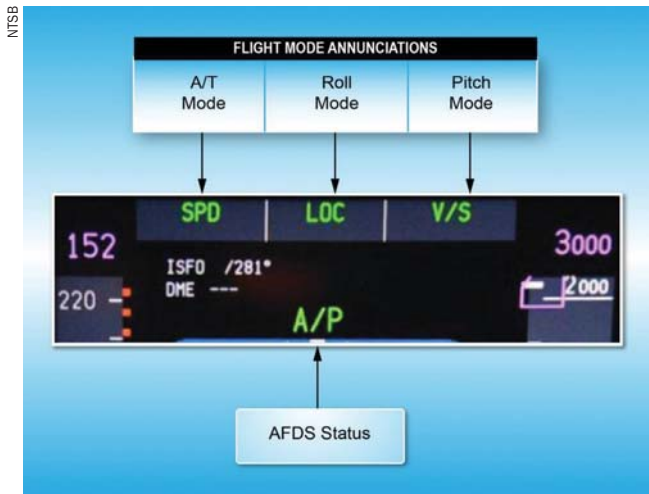 NTSB
FLIGHT MODE ANNUNCIATIONS
A/T Roll Pitch
Mode Mode Mode
SPD LOC V/S
152 3000
ISFO /281°
DME ---
220 2000
A/P
AFDS Status